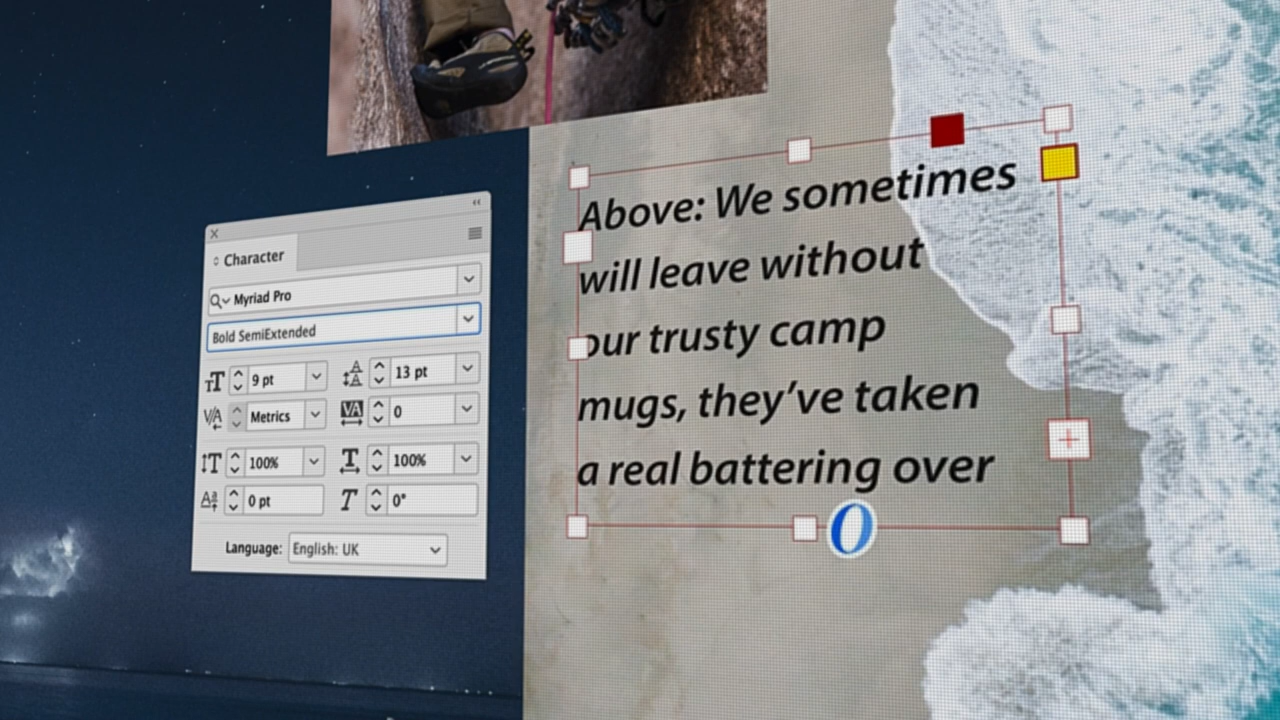 Character
Myriad Pro
Bold SemiExtended
9 pt
13 pt
Metrics
0
100%
100%
0 pt
0°
Language: English: UK
Above: We sometimes
will leave without
our trusty camp
mugs, they’ve taken
a real battering over